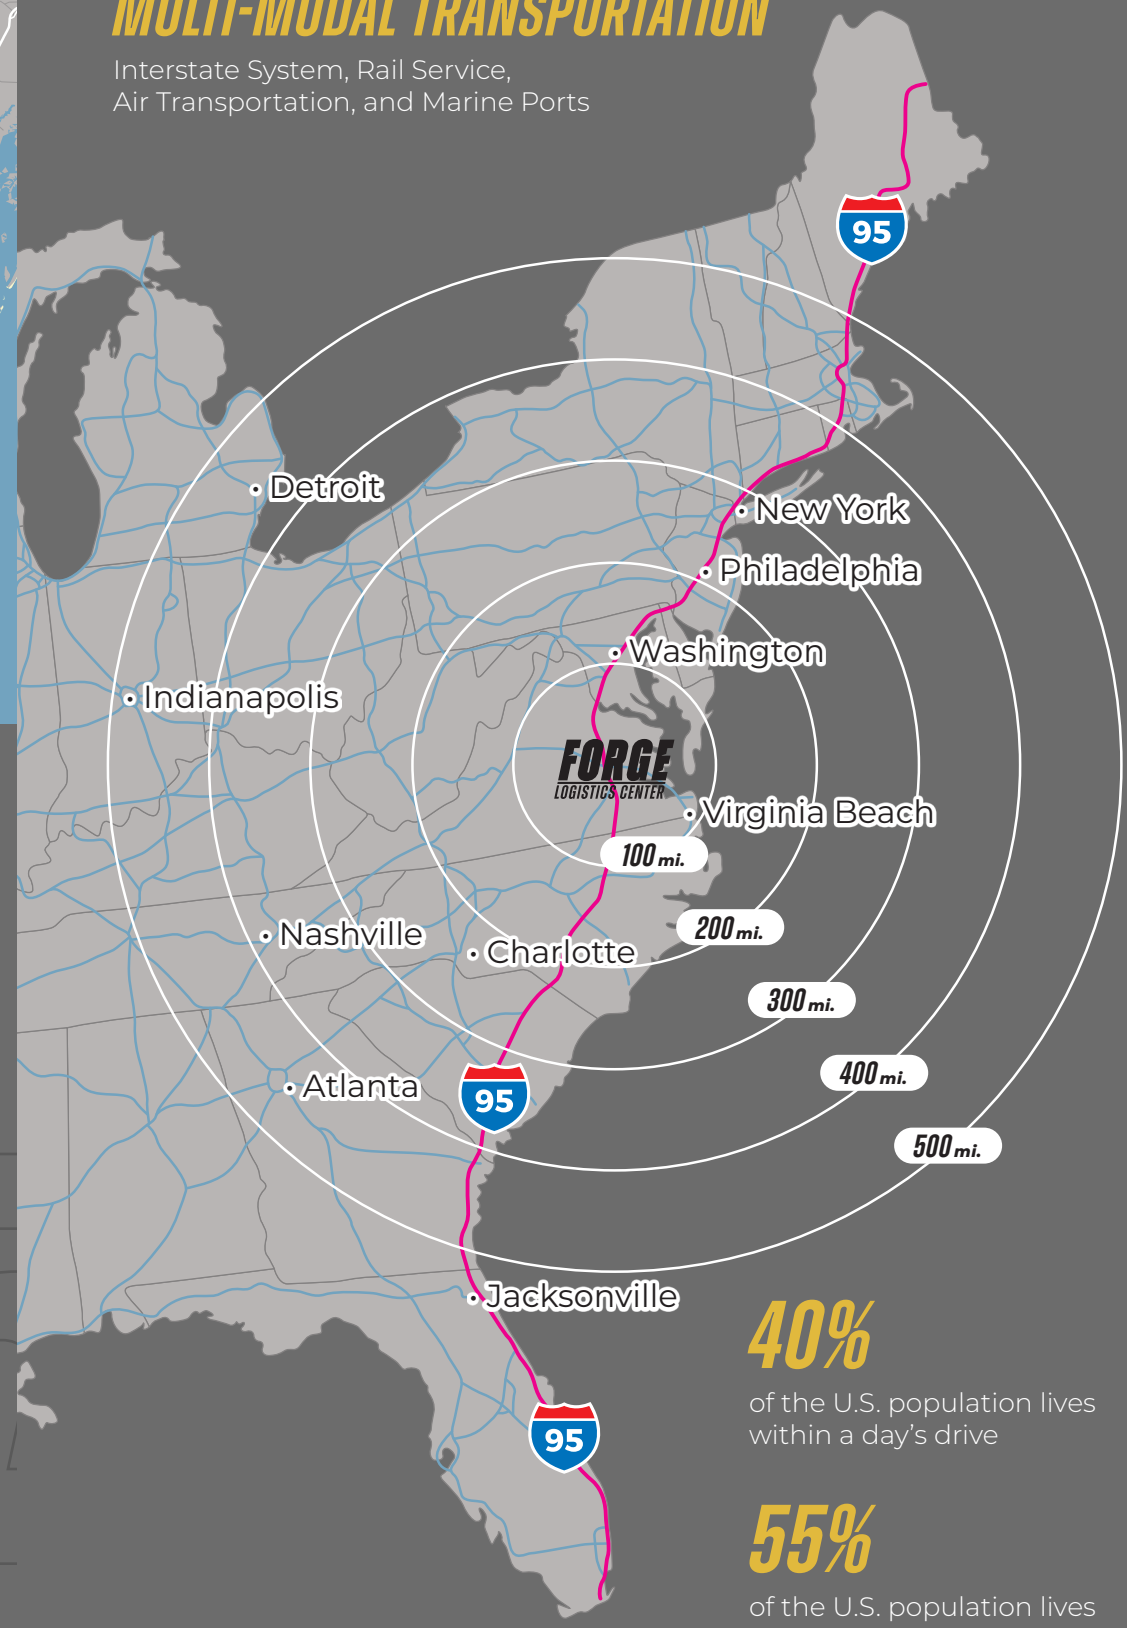 MULTI-MODAL TRANSPORTATION
Interstate System, Rail Service,
Air Transportation, and Marine Ports
95
Detroit
New York
Philadelphia
Washington
Indianapolis
FORGE
LOGISTICS CENTER
Virginia Beach
100 mi.
200 mi.
Nashville
Charlotte
300 mi.
400 mi.
Atlanta
95
500 mi.
Jacksonville
40%
of the U.S. population lives
within a day’s drive
95
55%
of the U.S. population lives